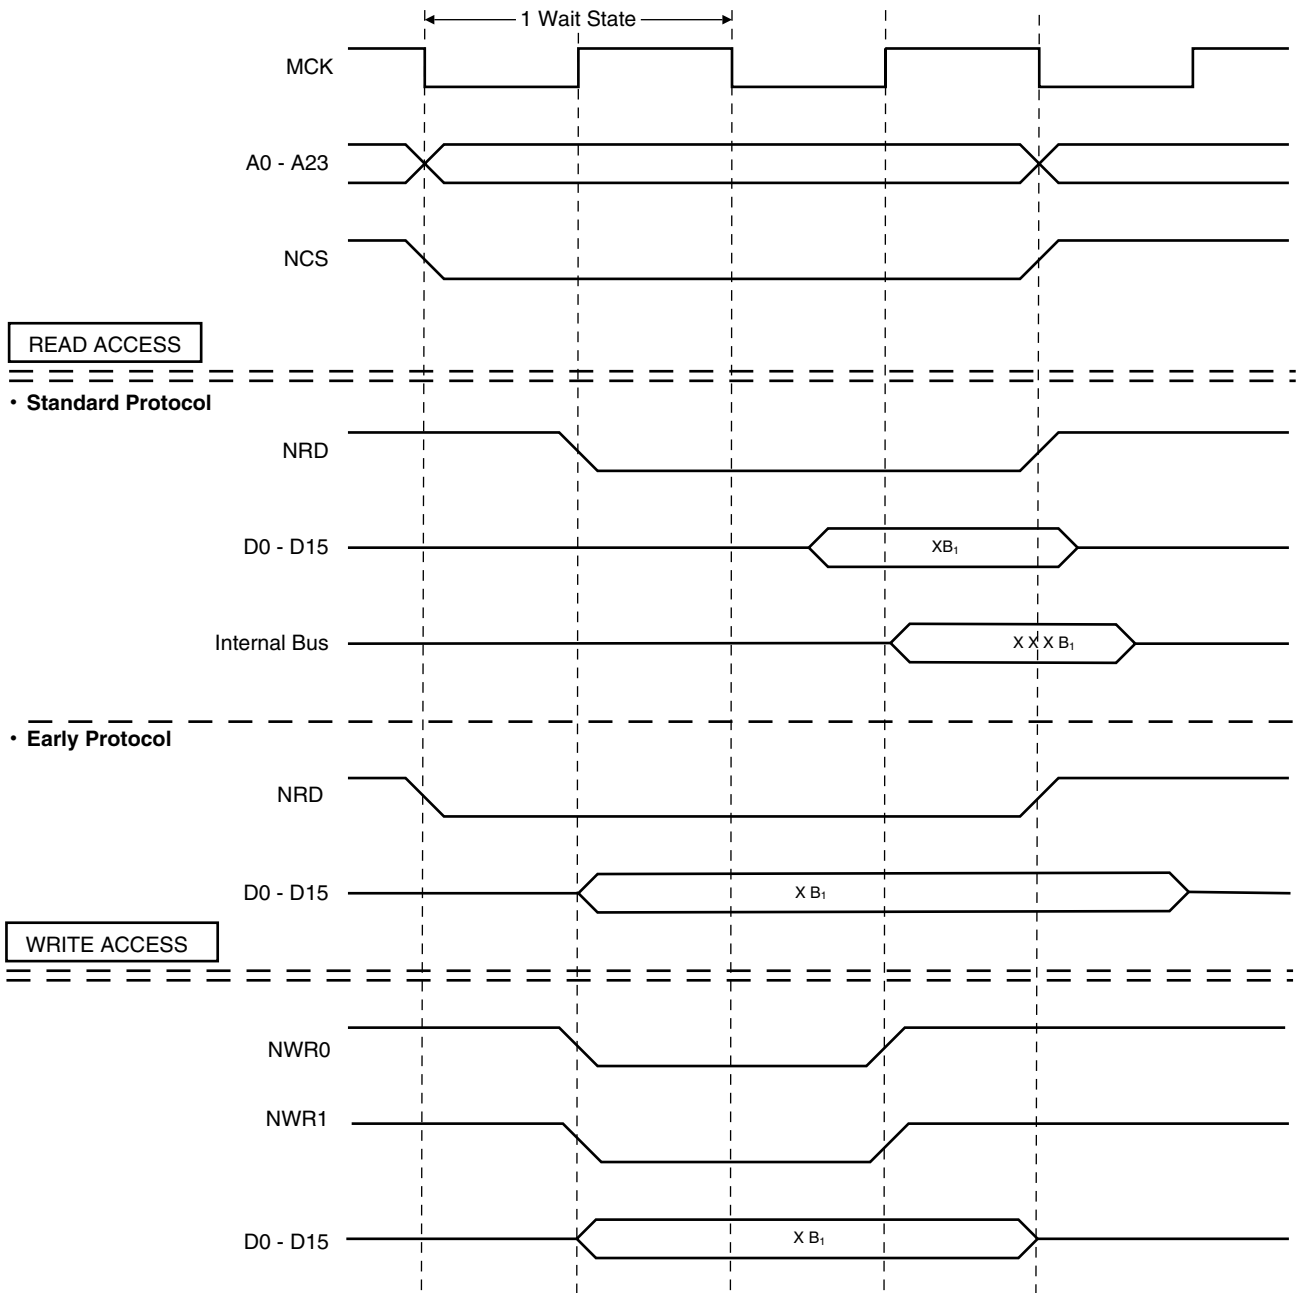 1 Wait State
MCK
A0 - A23
NCS
READ ACCESS
• Standard Protocol
NRD
D0 - D15
XB₁
Internal Bus
X X X B₁
• Early Protocol
NRD
D0 - D15
X B₁
WRITE ACCESS
NWR0
NWR1
D0 - D15
X B₁